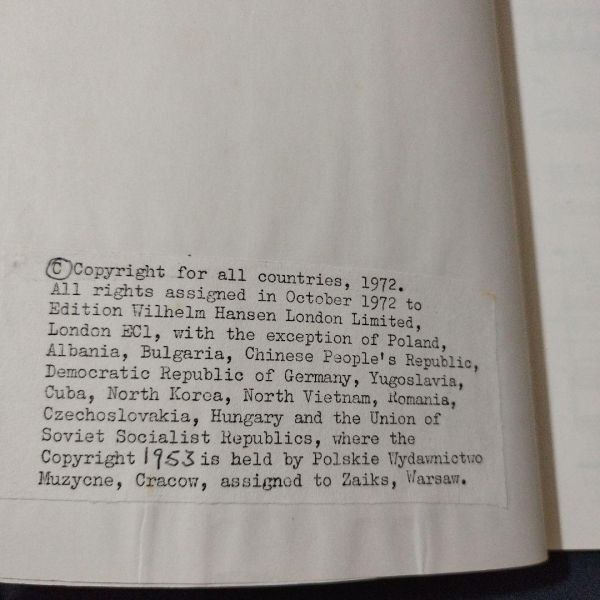 ©Copyright for all countries, 1972.
All rights assigned in October 1972 to
Edition Wilhelm Hansen London Limited,
London EC1, with the exception of Poland,
Albania, Bulgaria, Chinese People's Republic,
Democratic Republic of Germany, Yugoslavia,
Cuba, North Korea, North Vietnam, Romania,
Czechoslovakia, Hungary and the Union of
Soviet Socialist Republics, where the
Copyright 1953 is held by Polskie Wydawnictwo
Muzycne, Cracow, assigned to Zaiks, Warsaw.